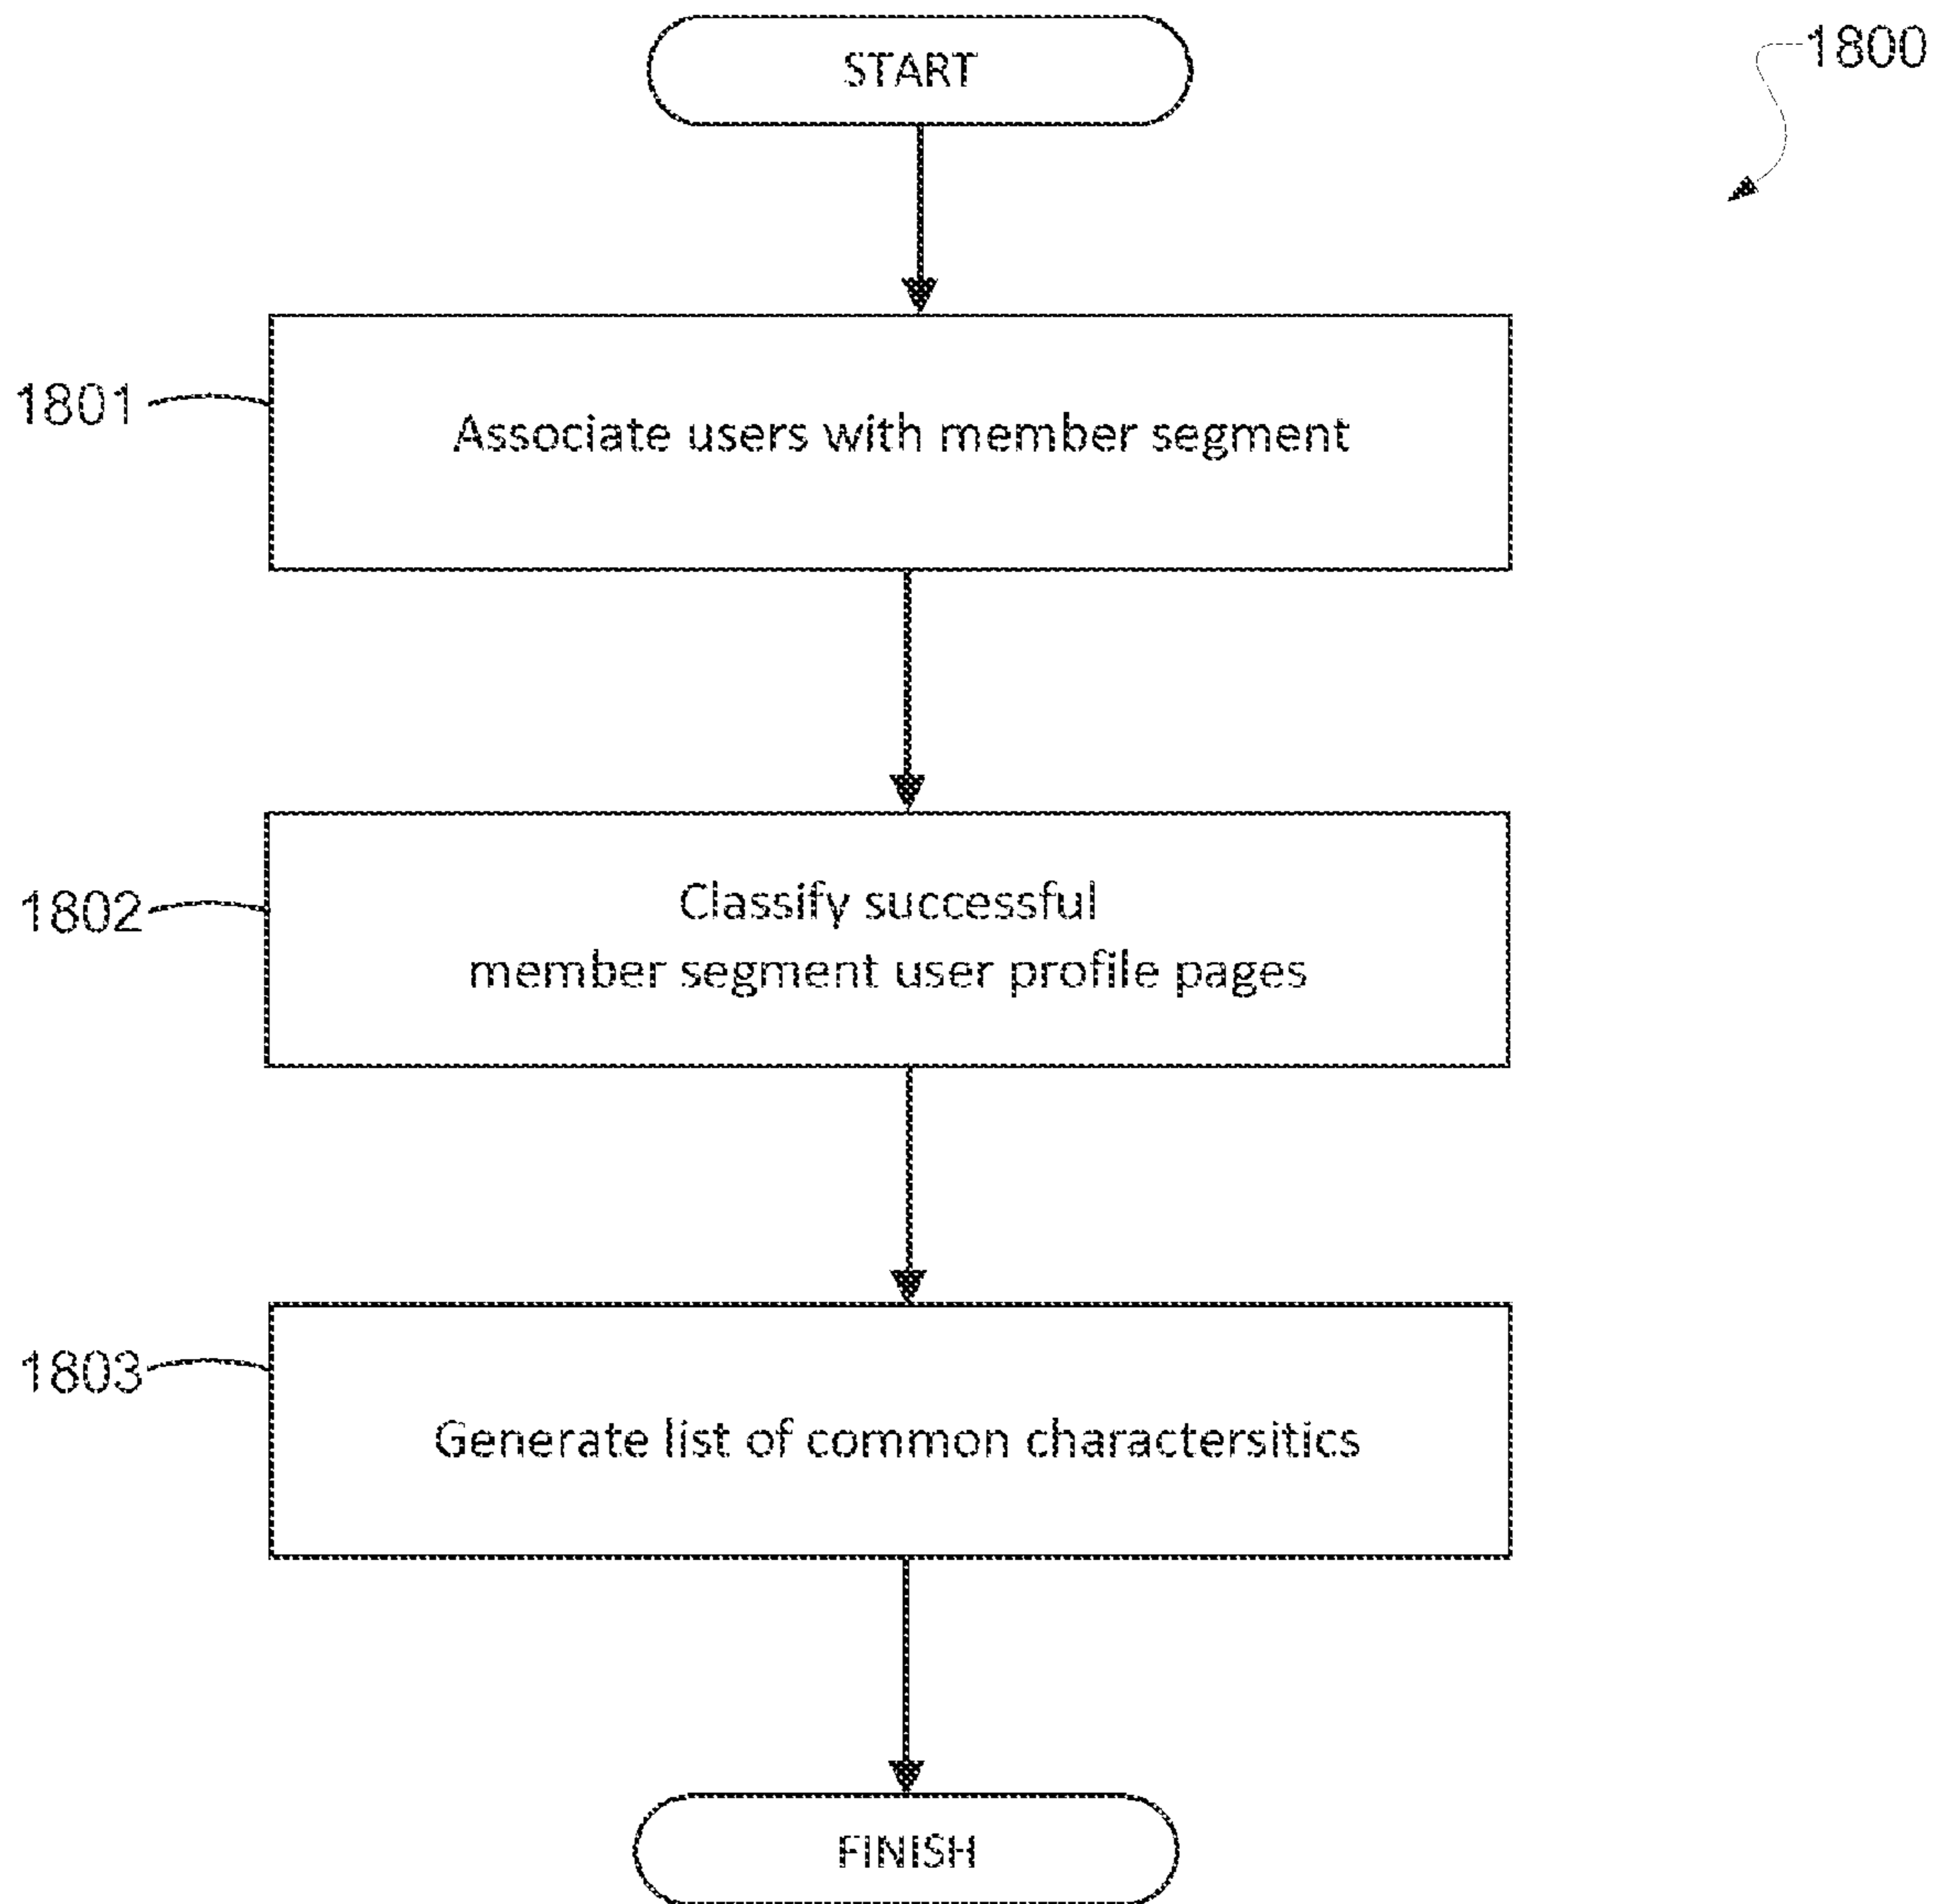 START
1800
1801
Associate users with member segment
1802
Classify successful
member segment user profile pages
1803
Generate list of common charactersitics
FINISH